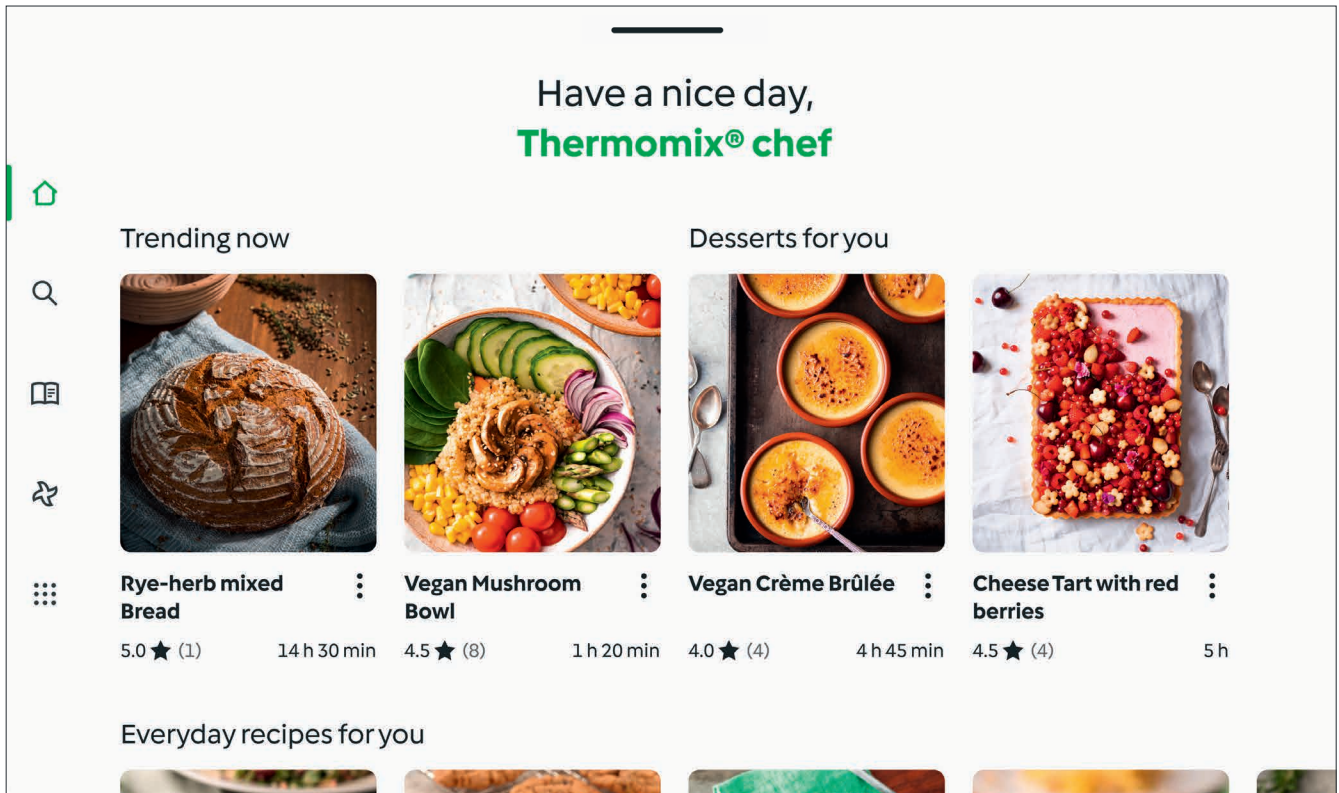 Have a nice day,
Thermomix® chef
Trending now
Desserts for you
Rye-herb mixed
Bread
5.0 ★ (1) 14 h 30 min
Vegan Mushroom
Bowl
4.5 ★ (8) 1 h 20 min
Vegan Crème Brûlée
4.0 ★ (4) 4 h 45 min
Cheese Tart with red
berries
4.5 ★ (4) 5 h
Everyday recipes for you